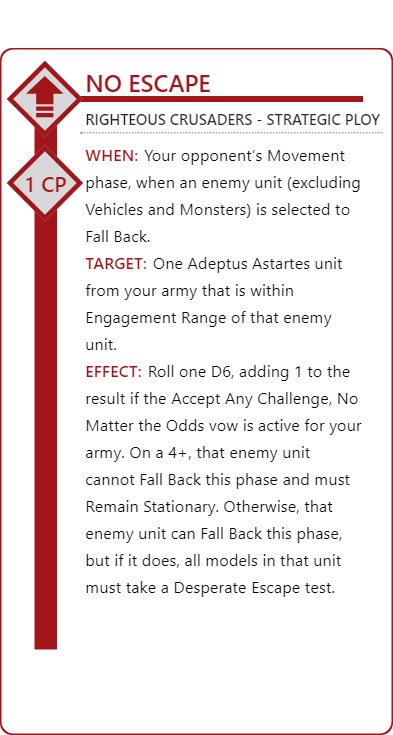 NO ESCAPE
RIGHTEOUS CRUSADERS - STRATEGIC PLOY
1 CP
WHEN: Your opponent's Movement
phase, when an enemy unit (excluding
Vehicles and Monsters) is selected to
Fall Back.
TARGET: One Adeptus Astartes unit
from your army that is within
Engagement Range of that enemy
unit.
EFFECT: Roll one D6, adding 1 to the
result if the Accept Any Challenge, No
Matter the Odds vow is active for your
army. On a 4+, that enemy unit
cannot Fall Back this phase and must
Remain Stationary. Otherwise, that
enemy unit can Fall Back this phase,
but if it does, all models in that unit
must take a Desperate Escape test.